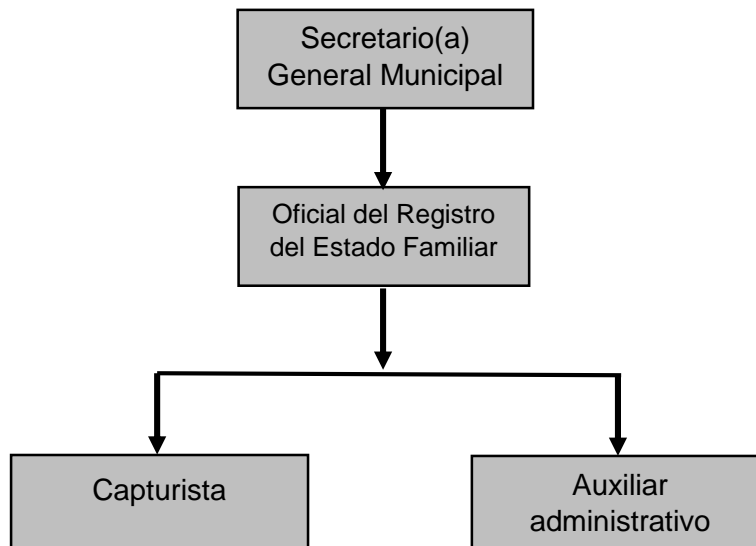 Secretario(a)
General Municipal
Oficial del Registro
del Estado Familiar
Capturista
Auxiliar
administrativo